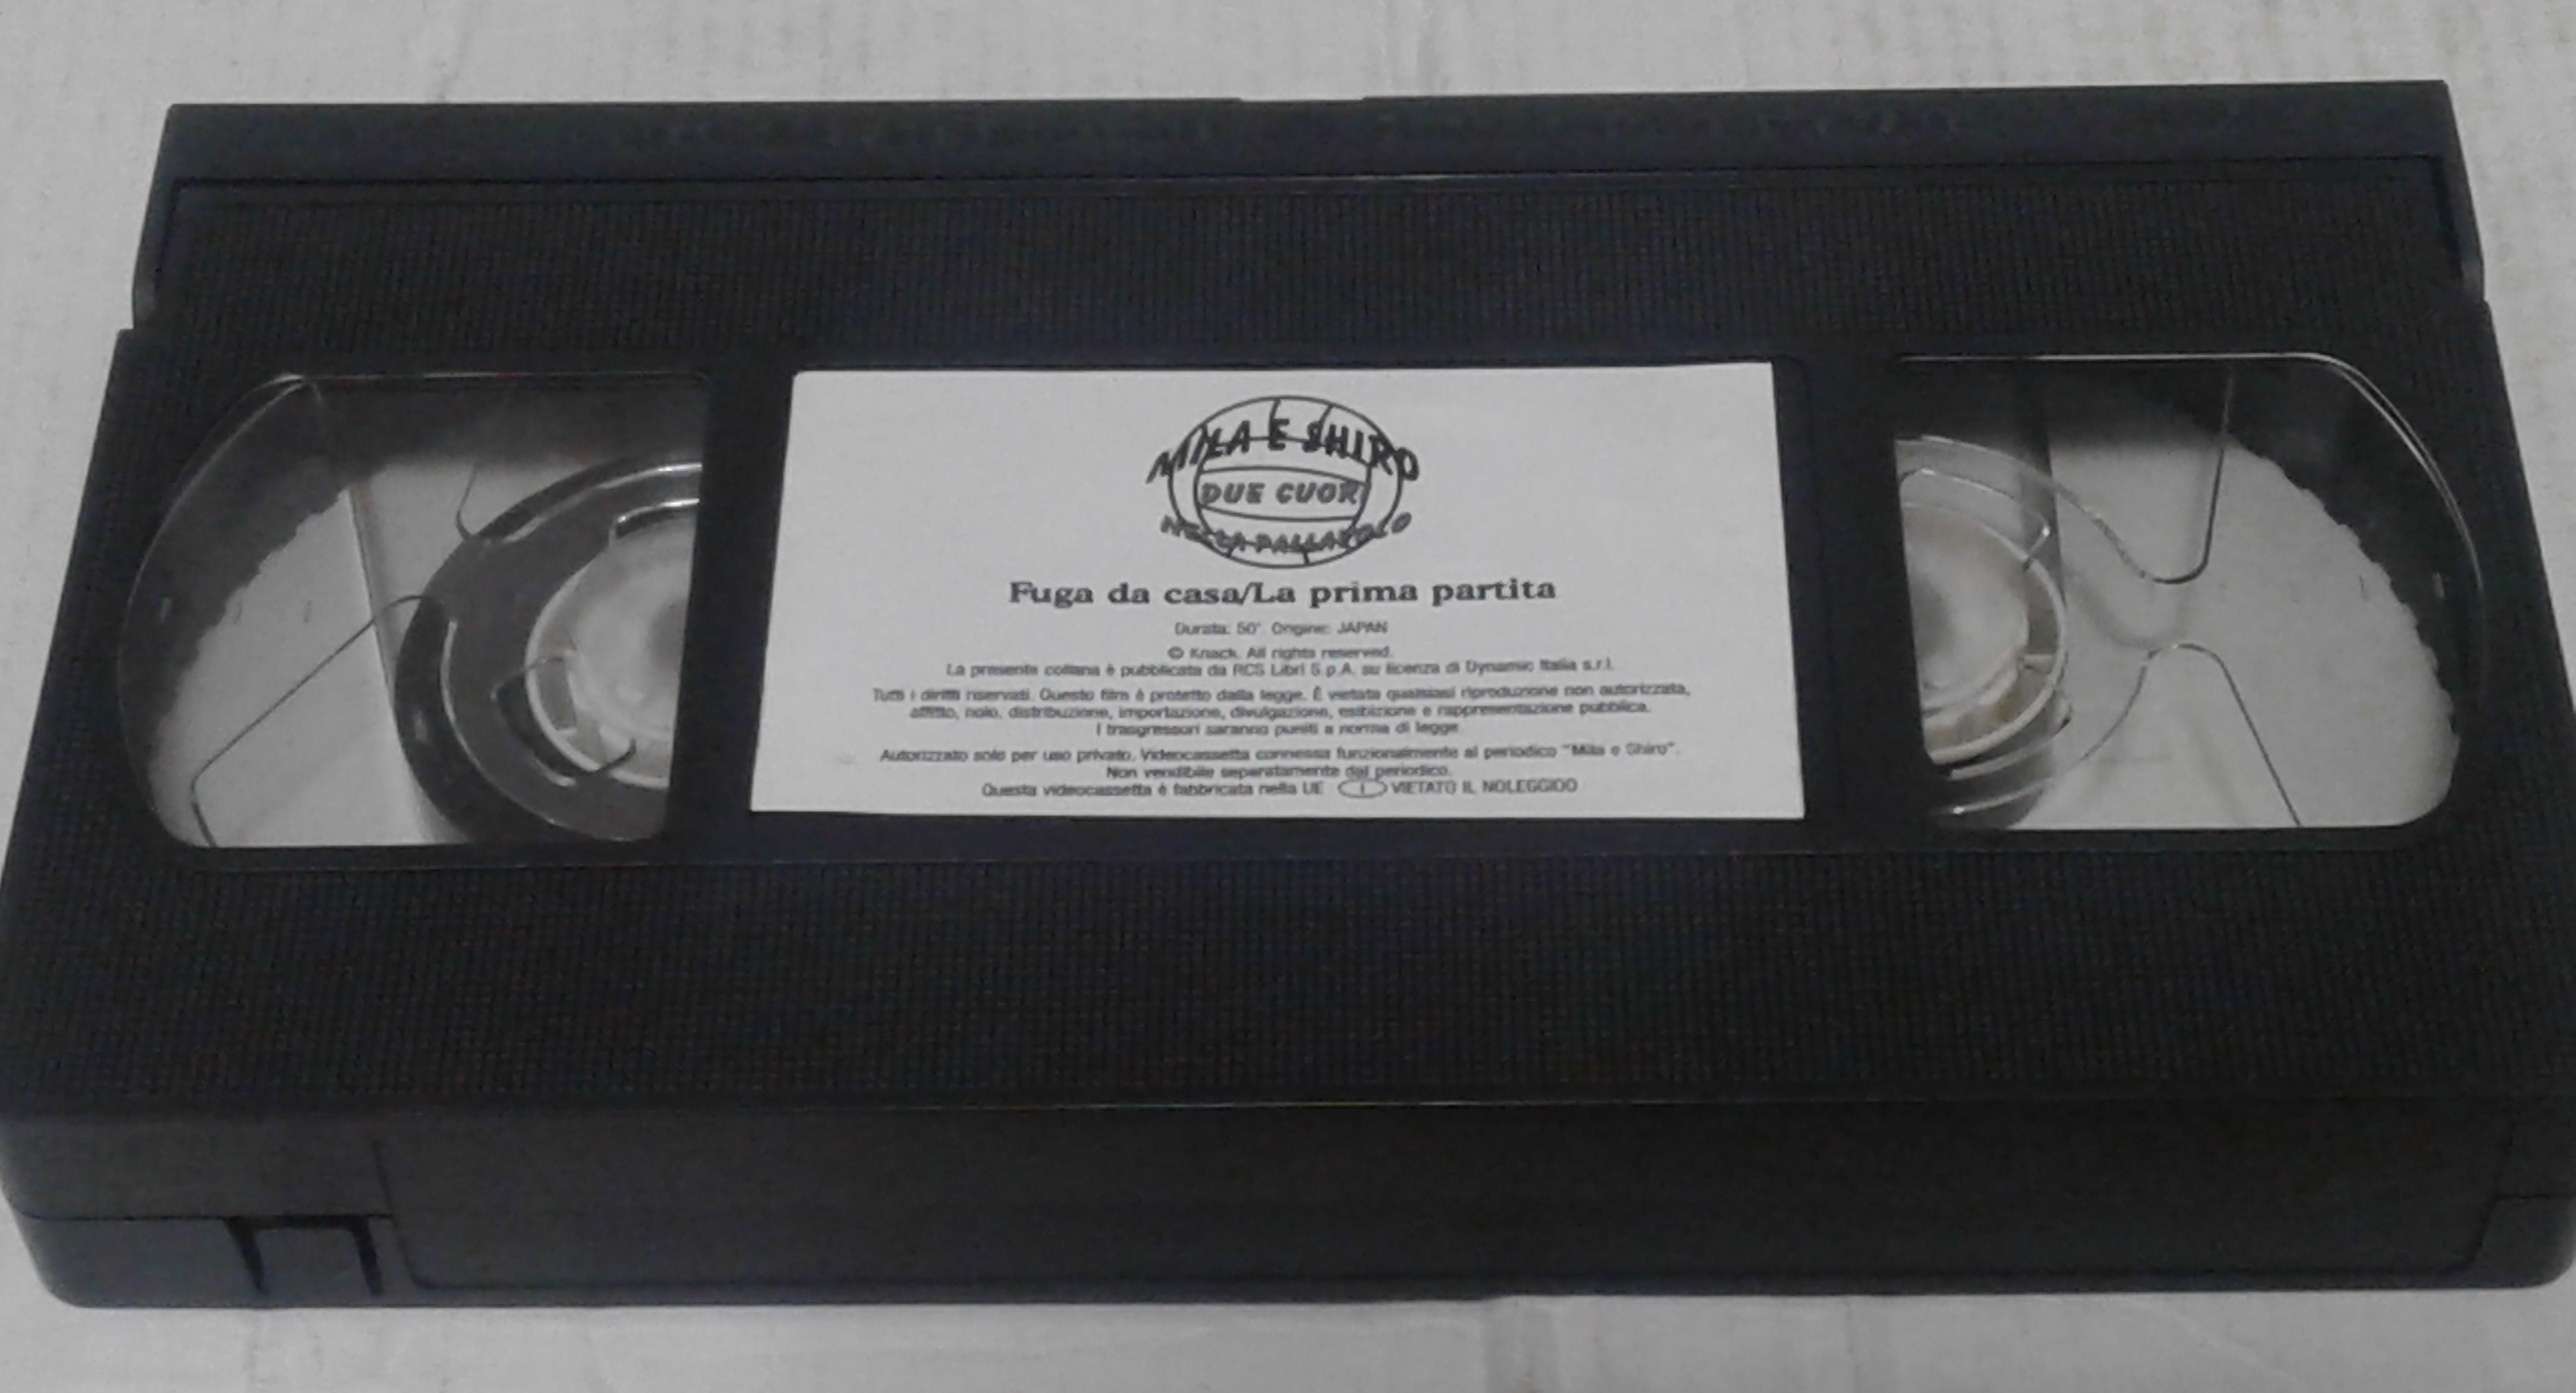 MILA E SHIRO
DUE CUORI
NELLA PALLAVOLO
Fuga da casa/La prima partita
Durata: 50'. Origine: JAPAN
© Knack. All rights reserved.
La presente collana è pubblicata da RCS Libri S.p.A. su licenza di Dynamic Italia s.r.l.
Tutti i diritti riservati. Questo film è protetto dalla legge. È vietata qualsiasi riproduzione non autorizzata,
affitto, nolo, distribuzione, importazione, divulgazione, esibizione e rappresentazione pubblica.
I trasgressori saranno puniti a norma di legge.
Autorizzato solo per uso privato. Videocassetta connessa funzionalmente al periodico "Mila e Shiro".
Non vendibile separatamente dal periodico.
Questa videocassetta è fabbricata nella UE I VIETATO IL NOLEGGIO